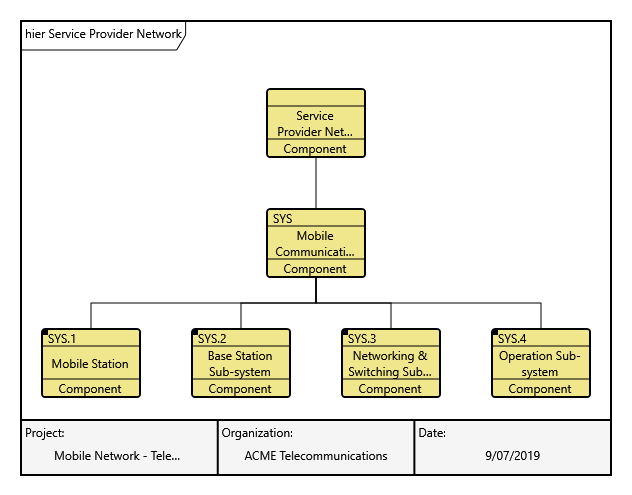 hier Service Provider Network
Service
Provider Net...
Component
SYS
Mobile
Communicati...
Component
SYS.1
Mobile Station
Component
SYS.2
Base Station
Sub-system
Component
SYS.3
Networking &
Switching Sub...
Component
SYS.4
Operation Sub-
system
Component
Project:
Mobile Network - Tele...
Organization:
ACME Telecommunications
Date:
9/07/2019